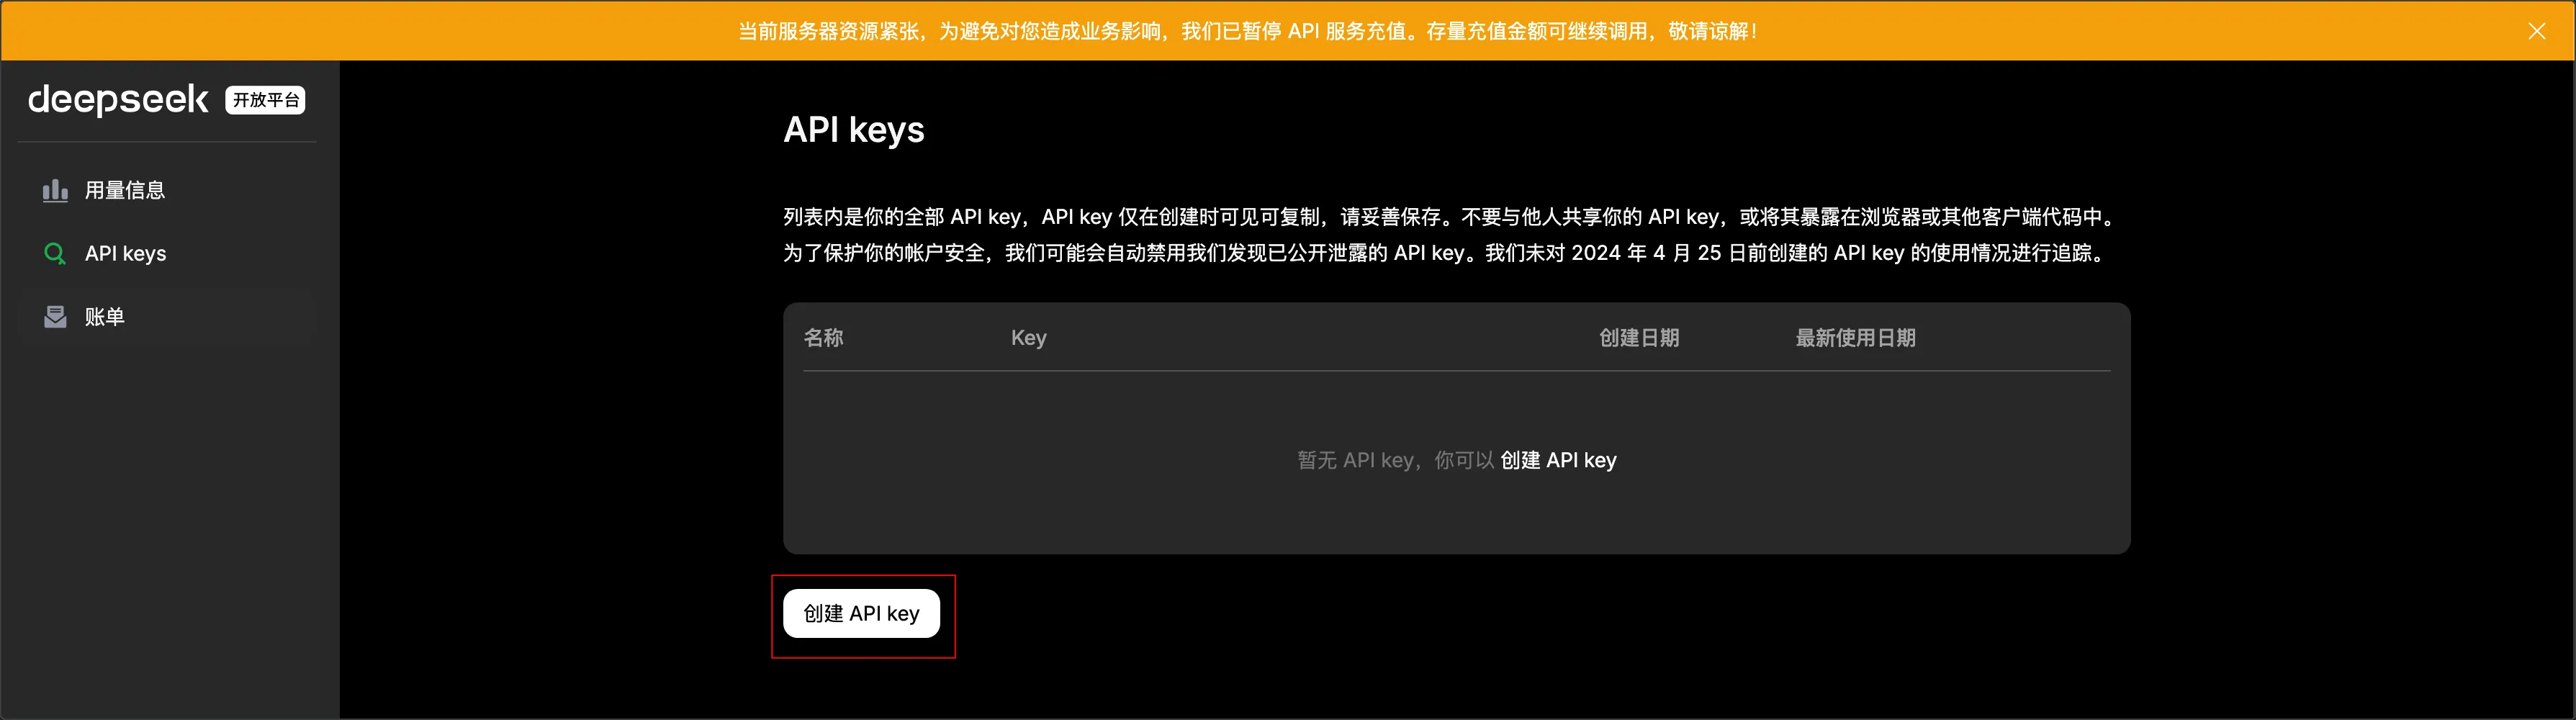 当前服务器资源紧张，为避免对您造成业务影响，我们已暂停 API 服务充值。存量充值金额可继续调用，敬请谅解！
deepseek 开放平台
用量信息
API keys
账单
API keys
列表内是你的全部 API key，API key 仅在创建时可见可复制，请妥善保存。不要与他人共享你的 API key，或将其暴露在浏览器或其他客户端代码中。
为了保护你的帐户安全，我们可能会自动禁用我们发现已公开泄露的 API key。我们未对 2024 年 4 月 25 日前创建的 API key 的使用情况进行追踪。
名称 Key 创建日期 最新使用日期
暂无 API key，你可以 创建 API key
创建 API key